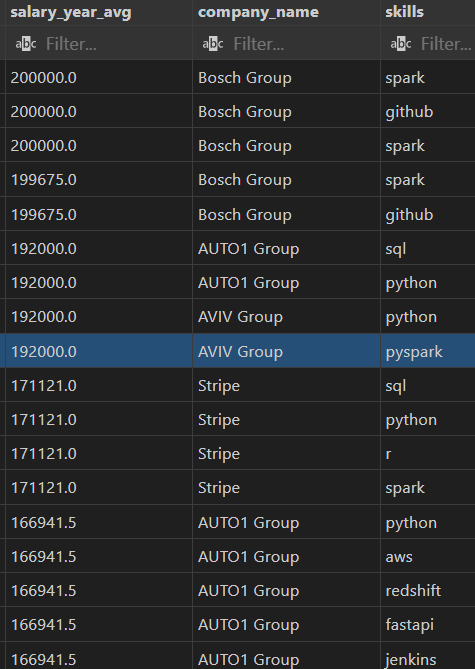 salary_year_avg company_name skills
abc Filter... abc Filter... abc Filter...
200000.0 Bosch Group spark
200000.0 Bosch Group github
200000.0 Bosch Group spark
199675.0 Bosch Group spark
199675.0 Bosch Group github
192000.0 AUTO1 Group sql
192000.0 AUTO1 Group python
192000.0 AVIV Group python
192000.0 AVIV Group pyspark
171121.0 Stripe sql
171121.0 Stripe python
171121.0 Stripe r
171121.0 Stripe spark
166941.5 AUTO1 Group python
166941.5 AUTO1 Group aws
166941.5 AUTO1 Group redshift
166941.5 AUTO1 Group fastapi
166941.5 AUTO1 Group jenkins